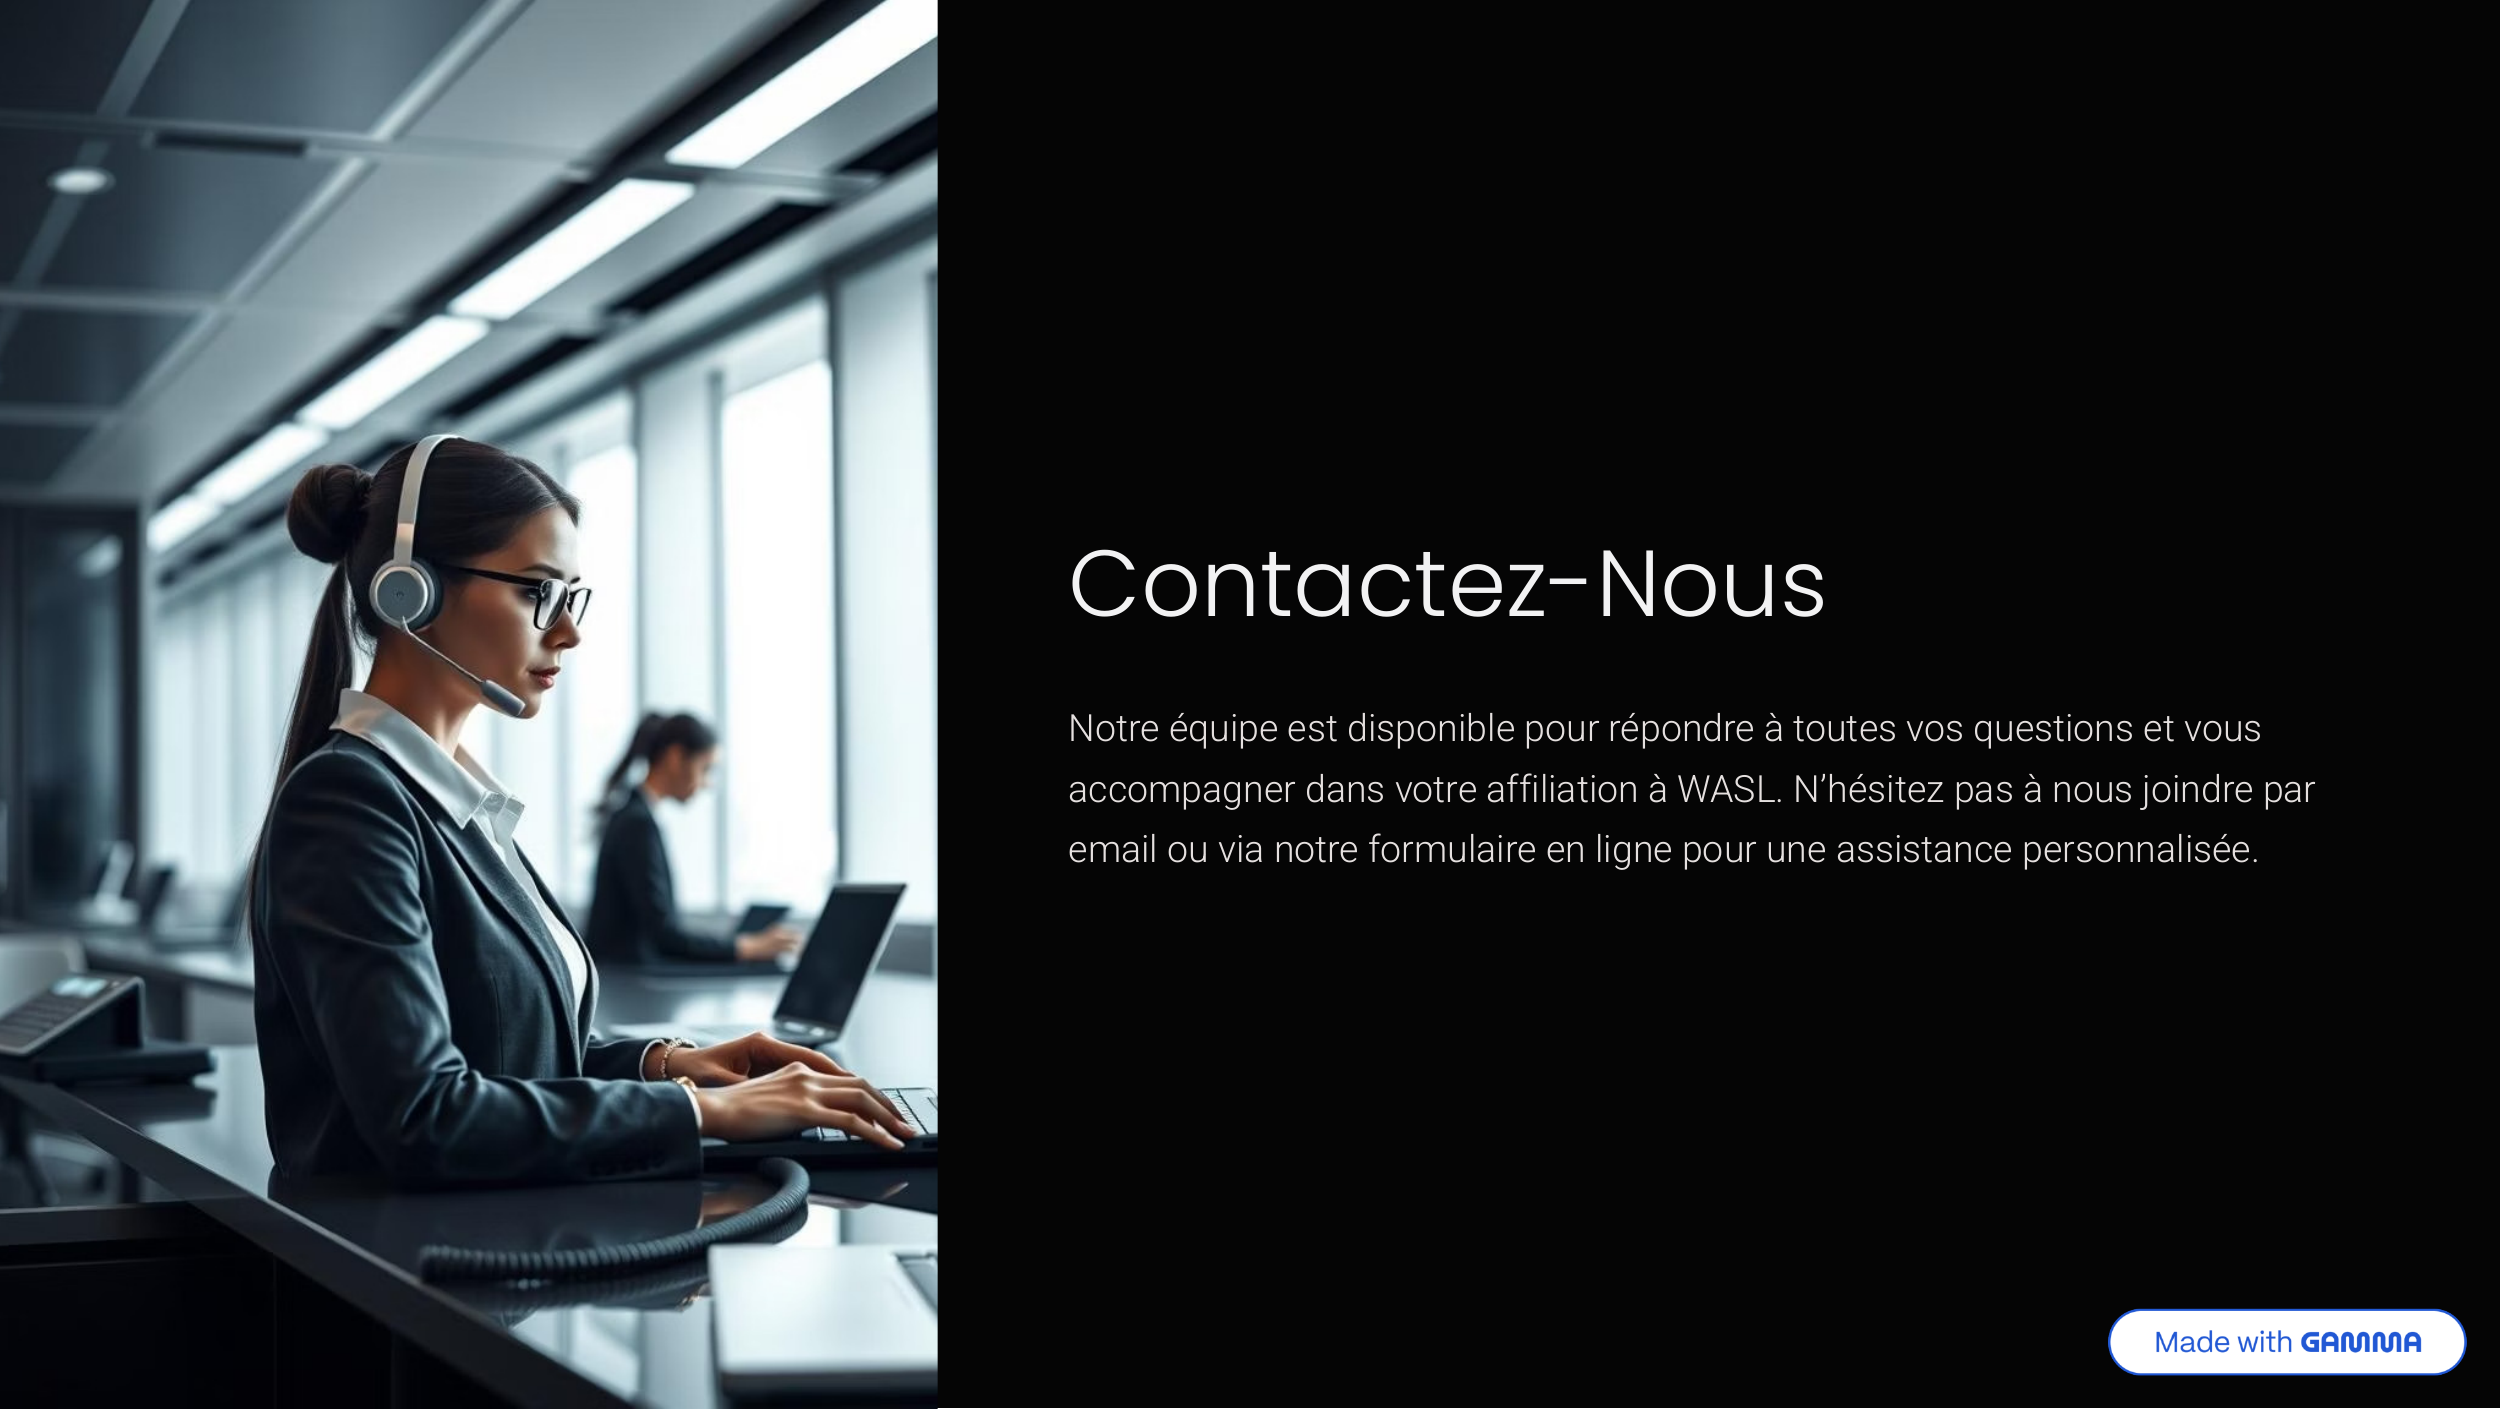 Contactez-Nous
Notre équipe est disponible pour répondre à toutes vos questions et vous
accompagner dans votre affiliation à WASL. N’hésitez pas à nous joindre par
email ou via notre formulaire en ligne pour une assistance personnalisée.
Made with GAMMA